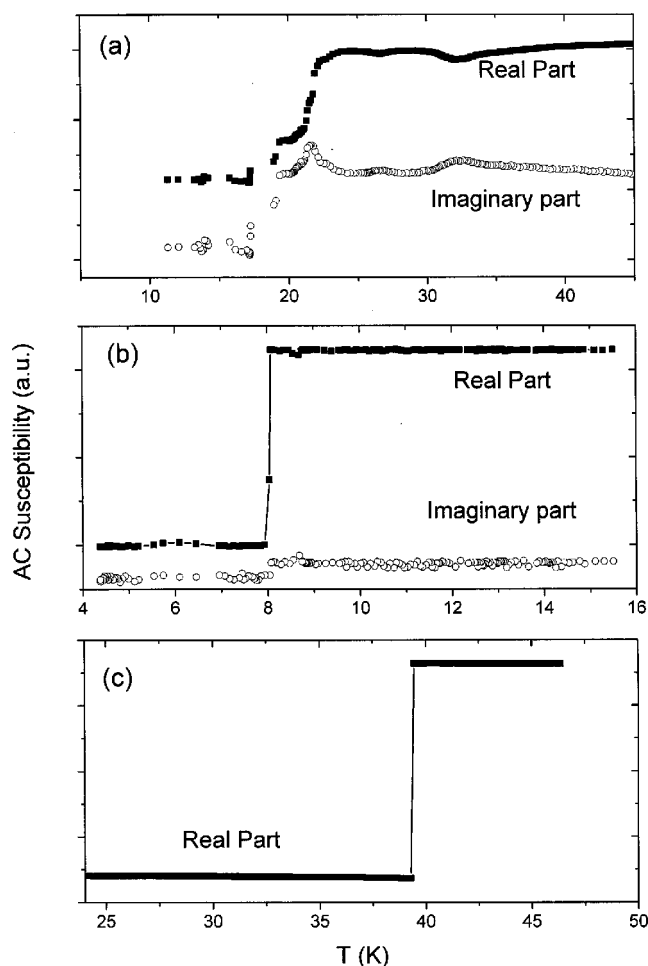 (a)
Real Part
Imaginary part
10 20 30 40
(b)
Real Part
Imaginary part
4 6 8 10 12 14 16
AC Susceptibility (a.u.)
(c)
Real Part
25 30 35 40 45 50
T (K)